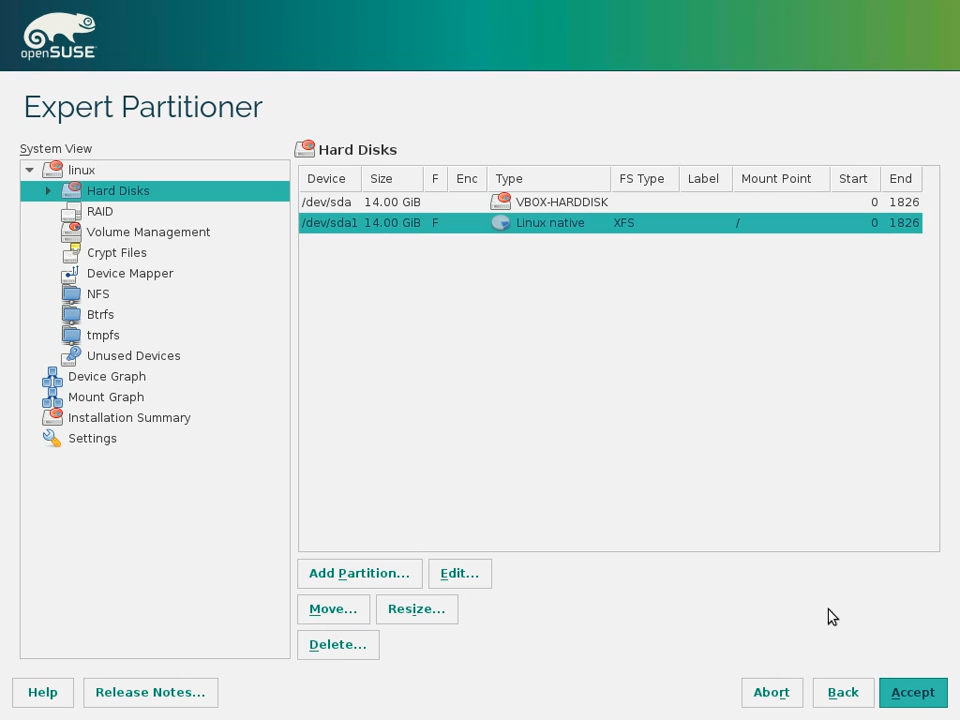 openSUSE
Expert Partitioner
System View
linux
Hard Disks
RAID
Volume Management
Crypt Files
Device Mapper
NFS
Btrfs
tmpfs
Unused Devices
Device Graph
Mount Graph
Installation Summary
Settings
Hard Disks
Device Size F Enc Type FS Type Label Mount Point Start End
/dev/sda 14.00 GiB VBOX-HARDDISK 0 1826
/dev/sda1 14.00 GiB F Linux native XFS / 0 1826
Add Partition... Edit...
Move... Resize...
Delete...
Help Release Notes... Abort Back Accept